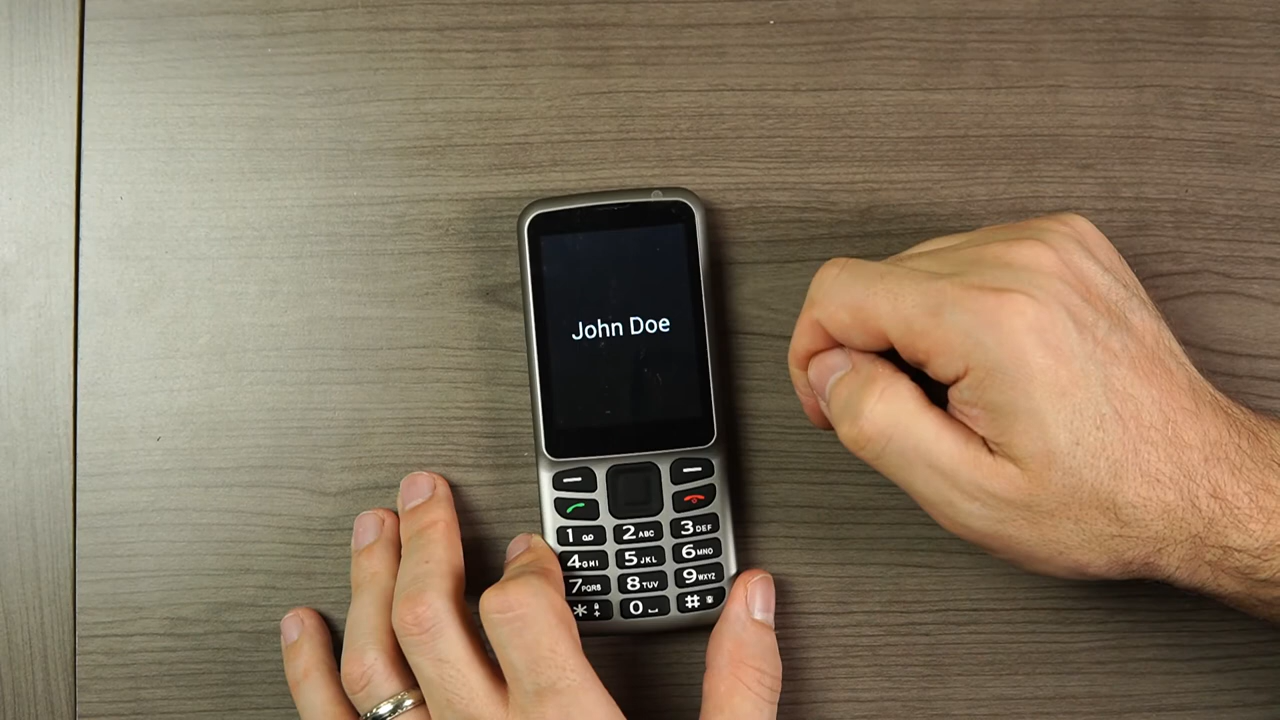 John Doe
1
2 ABC
3 DEF
4 GHI
5 JKL
6 MNO
7 PQRS
8 TUV
9 WXYZ
* +
0
#